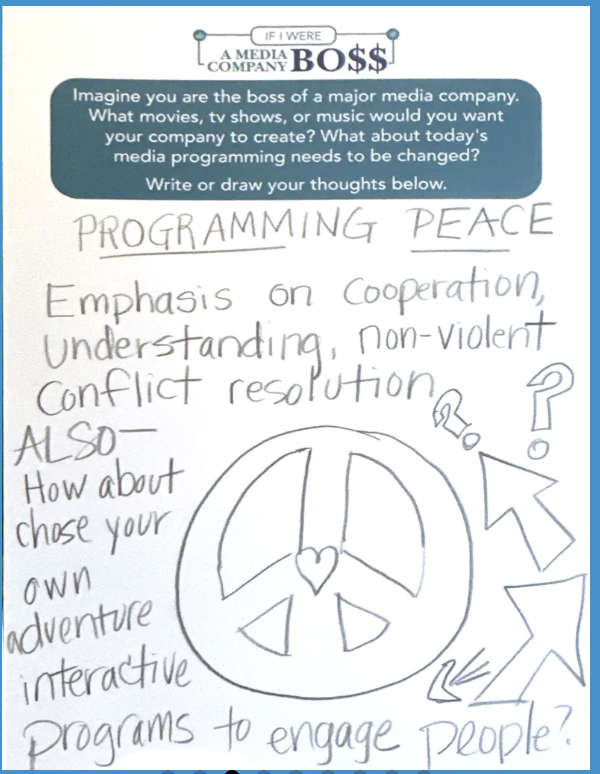 IF I WERE
A MEDIA
COMPANY BO$$
Imagine you are the boss of a major media company.
What movies, tv shows, or music would you want
your company to create? What about today's
media programming needs to be changed?
Write or draw your thoughts below.
PROGRAMMING PEACE
Emphasis on Cooperation,
Understanding, non-violent
Conflict resolution.
? ?
ALSO—
How about
chose your
own
adventure
interactive
programs to engage people?